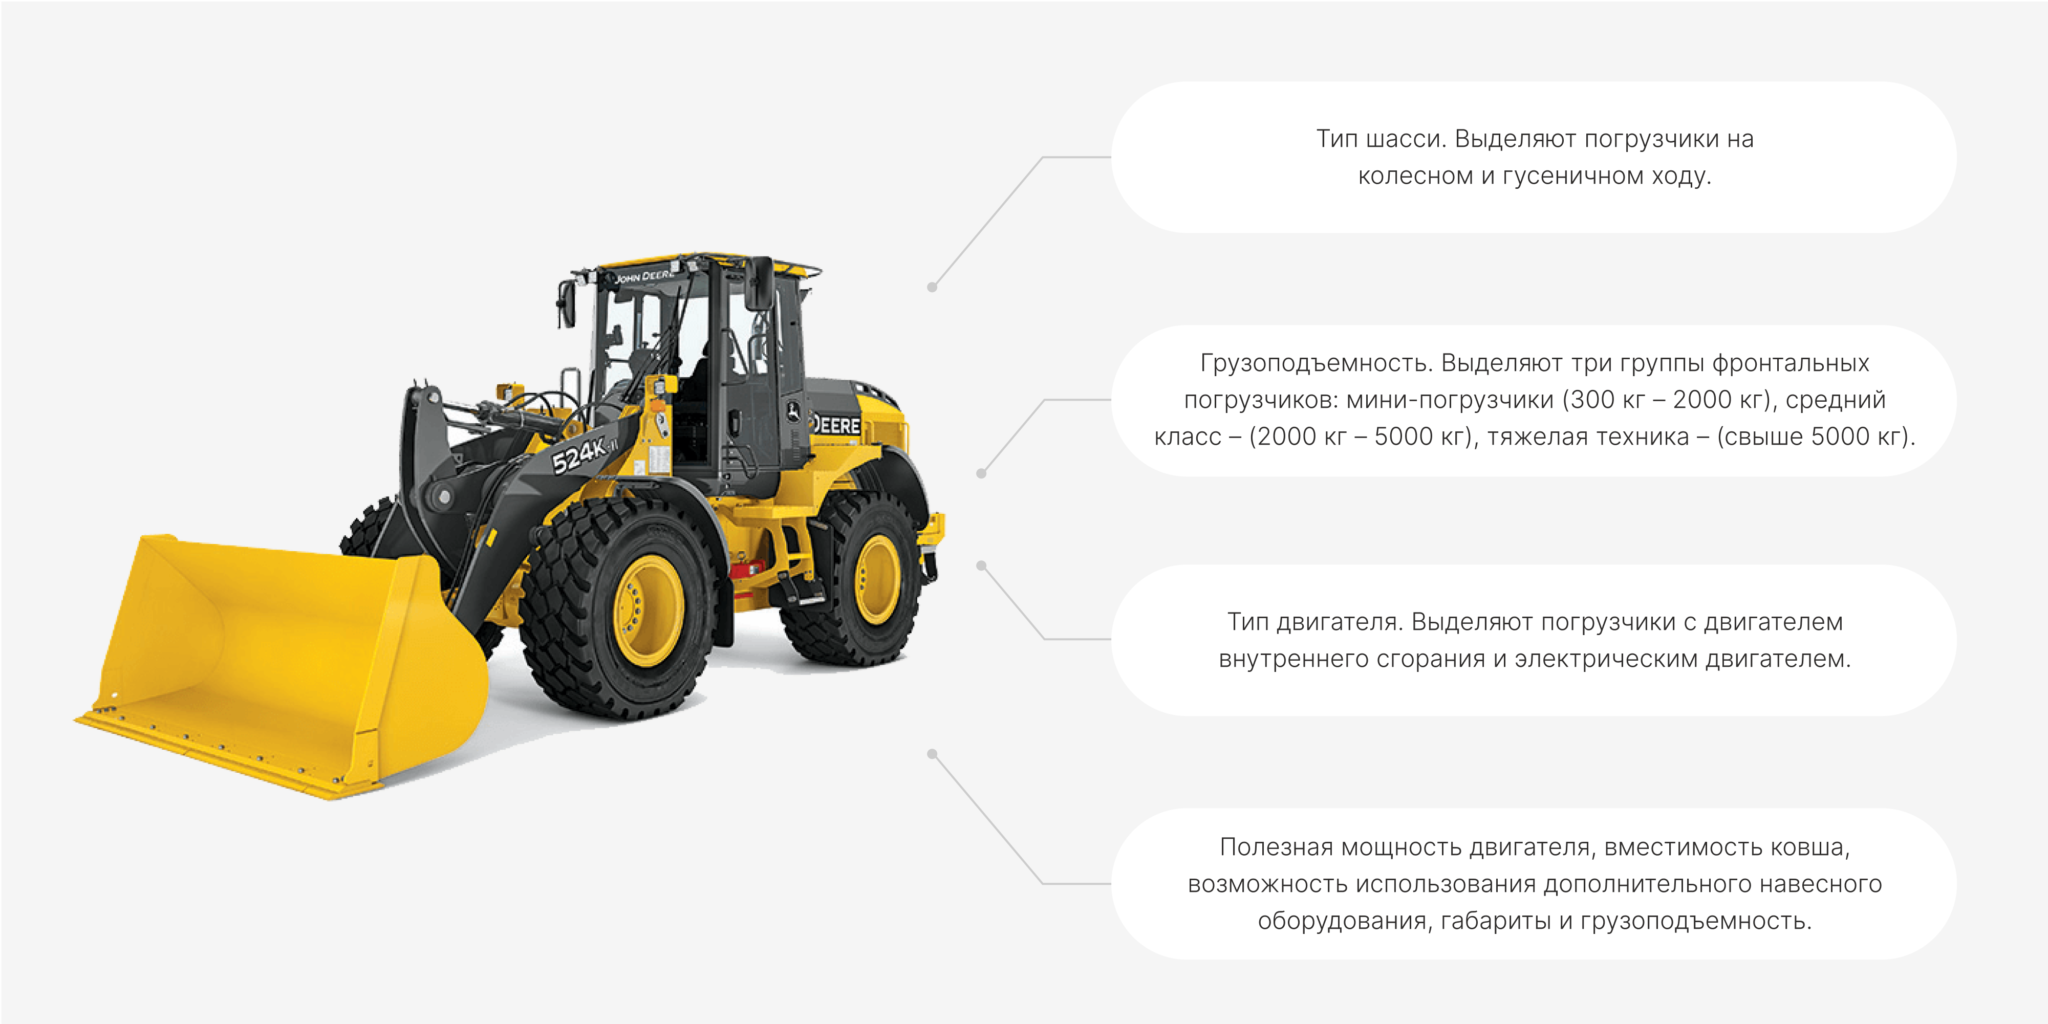 JOHN DEERE
524K-II
DEERE
Тип шасси. Выделяют погрузчики на
колесном и гусеничном ходу.
Грузоподъемность. Выделяют три группы фронтальных
погрузчиков: мини-погрузчики (300 кг – 2000 кг), средний
класс – (2000 кг – 5000 кг), тяжелая техника – (свыше 5000 кг).
Тип двигателя. Выделяют погрузчики с двигателем
внутреннего сгорания и электрическим двигателем.
Полезная мощность двигателя, вместимость ковша,
возможность использования дополнительного навесного
оборудования, габариты и грузоподъемность.